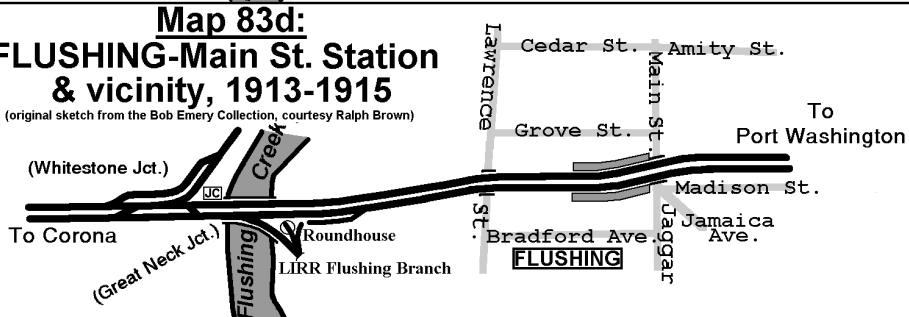 Map 83d:
FLUSHING-Main St. Station
& vicinity, 1913-1915
(original sketch from the Bob Emery Collection, courtesy Ralph Brown)
Lawrence
St.
Cedar St.
Main St.
Amity St.
Grove St.
To
Port Washington
(Whitestone Jct.)
JC
Creek
Madison St.
To Corona
Roundhouse
Jamaica
Ave.
Bradford Ave.
Jaggar
(Great Neck Jct.)
Flushing
LIRR Flushing Branch
FLUSHING